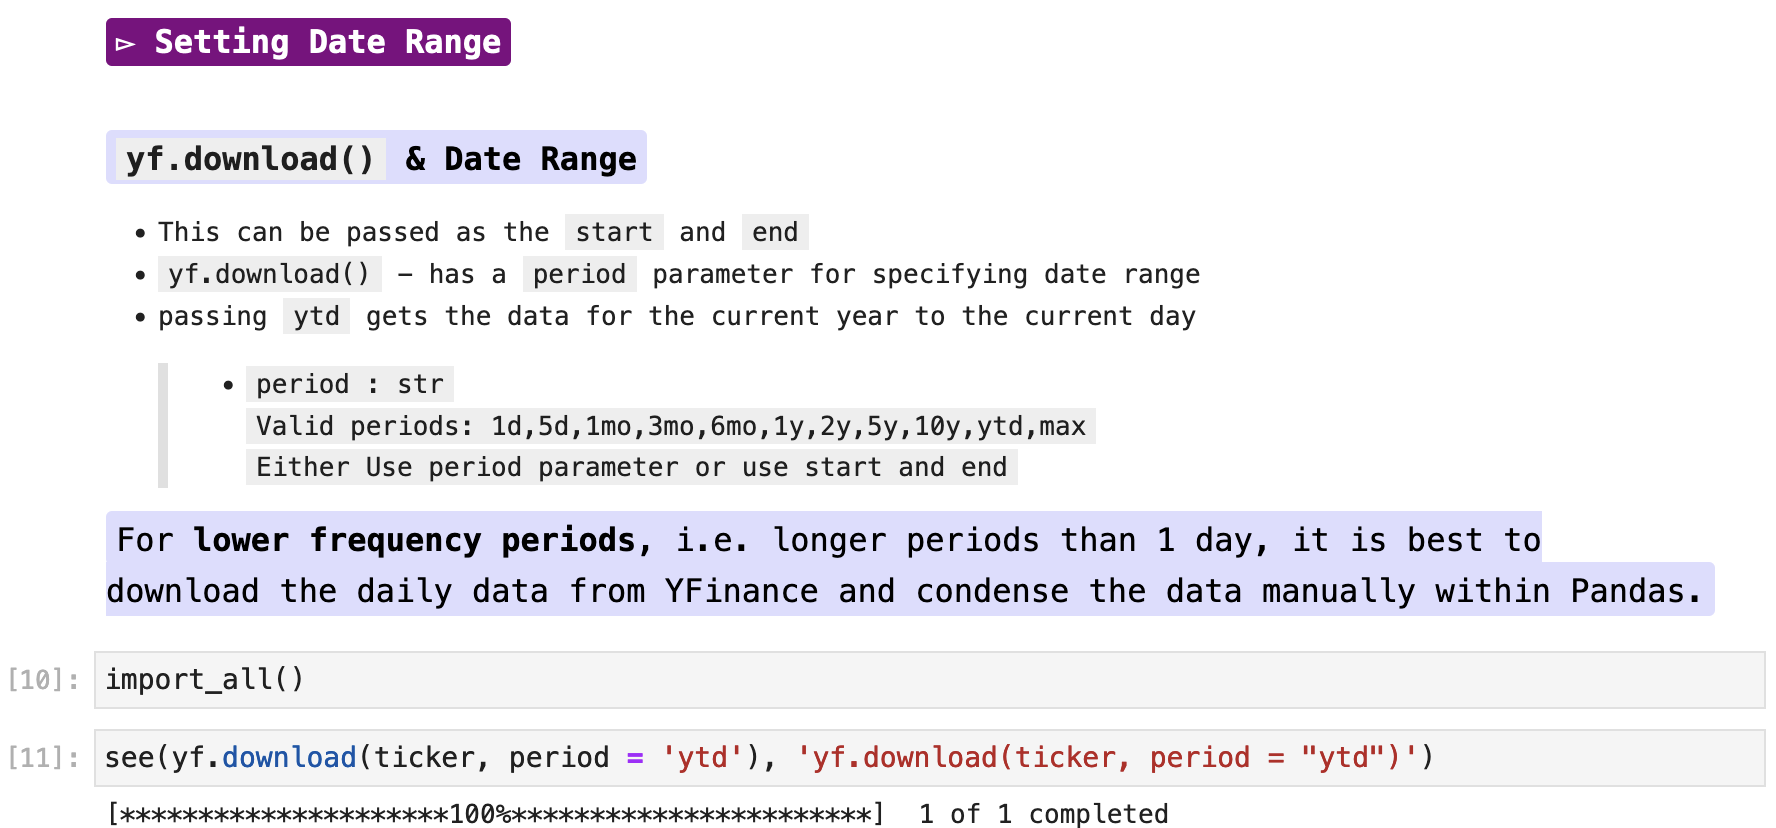 ▻ Setting Date Range
yf.download() & Date Range
• This can be passed as the start and end
• yf.download() – has a period parameter for specifying date range
• passing ytd gets the data for the current year to the current day
• period : str
Valid periods: 1d,5d,1mo,3mo,6mo,1y,2y,5y,10y,ytd,max
Either Use period parameter or use start and end
For lower frequency periods, i.e. longer periods than 1 day, it is best to
download the daily data from YFinance and condense the data manually within Pandas.
[10]: import_all()
[11]: see(yf.download(ticker, period = 'ytd'), 'yf.download(ticker, period = "ytd")')
[*********************100%***********************]  1 of 1 completed